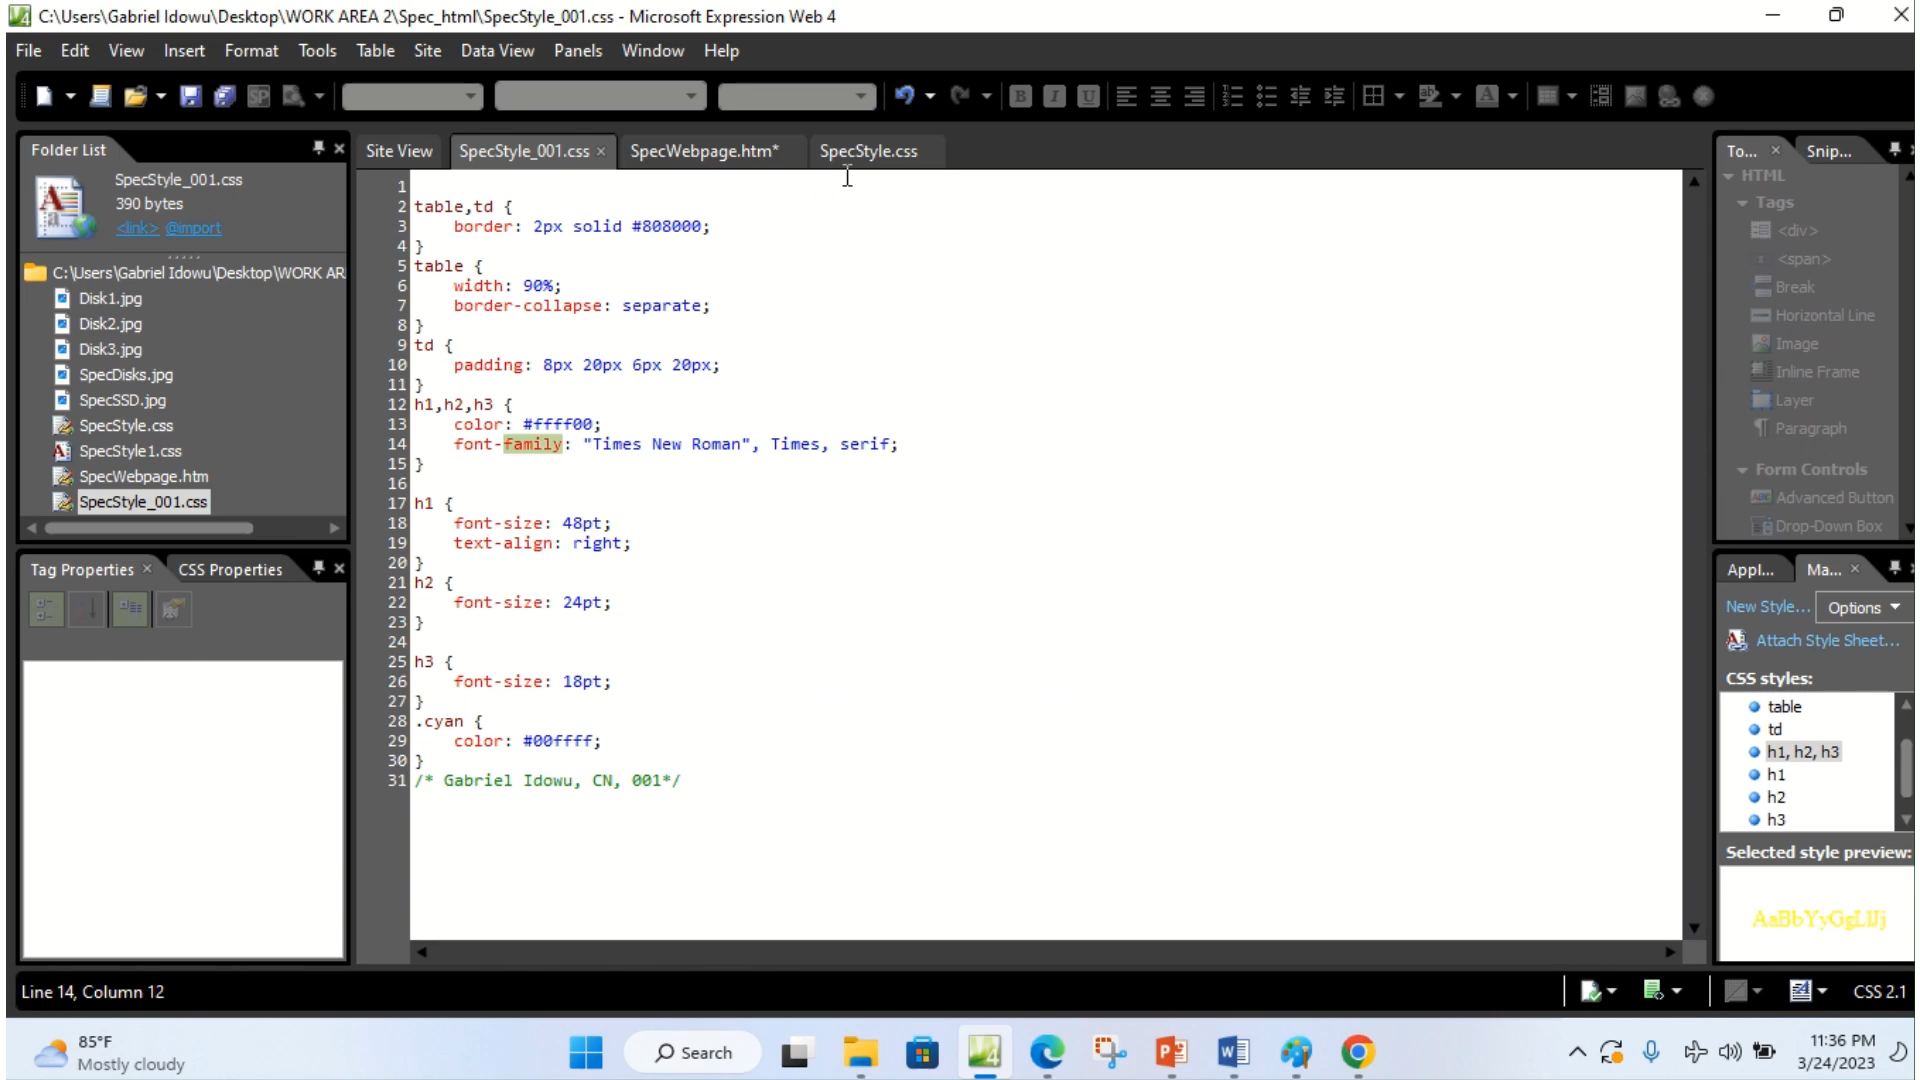 C:\Users\Gabriel Idowu\Desktop\WORK AREA 2\Spec_html\SpecStyle_001.css - Microsoft Expression Web 4
File Edit View Insert Format Tools Table Site Data View Panels Window Help
Folder List
SpecStyle_001.css
390 bytes
<link> @import
C:\Users\Gabriel Idowu\Desktop\WORK AR
Disk1.jpg
Disk2.jpg
Disk3.jpg
SpecDisks.jpg
SpecSSD.jpg
SpecStyle.css
SpecStyle1.css
SpecWebpage.htm
SpecStyle_001.css
Tag Properties CSS Properties
Site View SpecStyle_001.css SpecWebpage.htm* SpecStyle.css
1
2 table,td {
3 border: 2px solid #808000;
4 }
5 table {
6 width: 90%;
7 border-collapse: separate;
8 }
9 td {
10 padding: 8px 20px 6px 20px;
11 }
12 h1,h2,h3 {
13 color: #ffff00;
14 font-family: "Times New Roman", Times, serif;
15 }
16
17 h1 {
18 font-size: 48pt;
19 text-align: right;
20 }
21 h2 {
22 font-size: 24pt;
23 }
24
25 h3 {
26 font-size: 18pt;
27 }
28 .cyan {
29 color: #00ffff;
30 }
31 /* Gabriel Idowu, CN, 001*/
To... Snip...
HTML
Tags
<div>
<span>
Break
Horizontal Line
Image
Inline Frame
Layer
Paragraph
Form Controls
Advanced Button
Drop-Down Box
Appl... Ma...
New Style... Options
Attach Style Sheet...
CSS styles:
table
td
h1, h2, h3
h1
h2
h3
Selected style preview:
AaBbYyGgLlJj
Line 14, Column 12
CSS 2.1
85°F
Mostly cloudy
Search
11:36 PM
3/24/2023